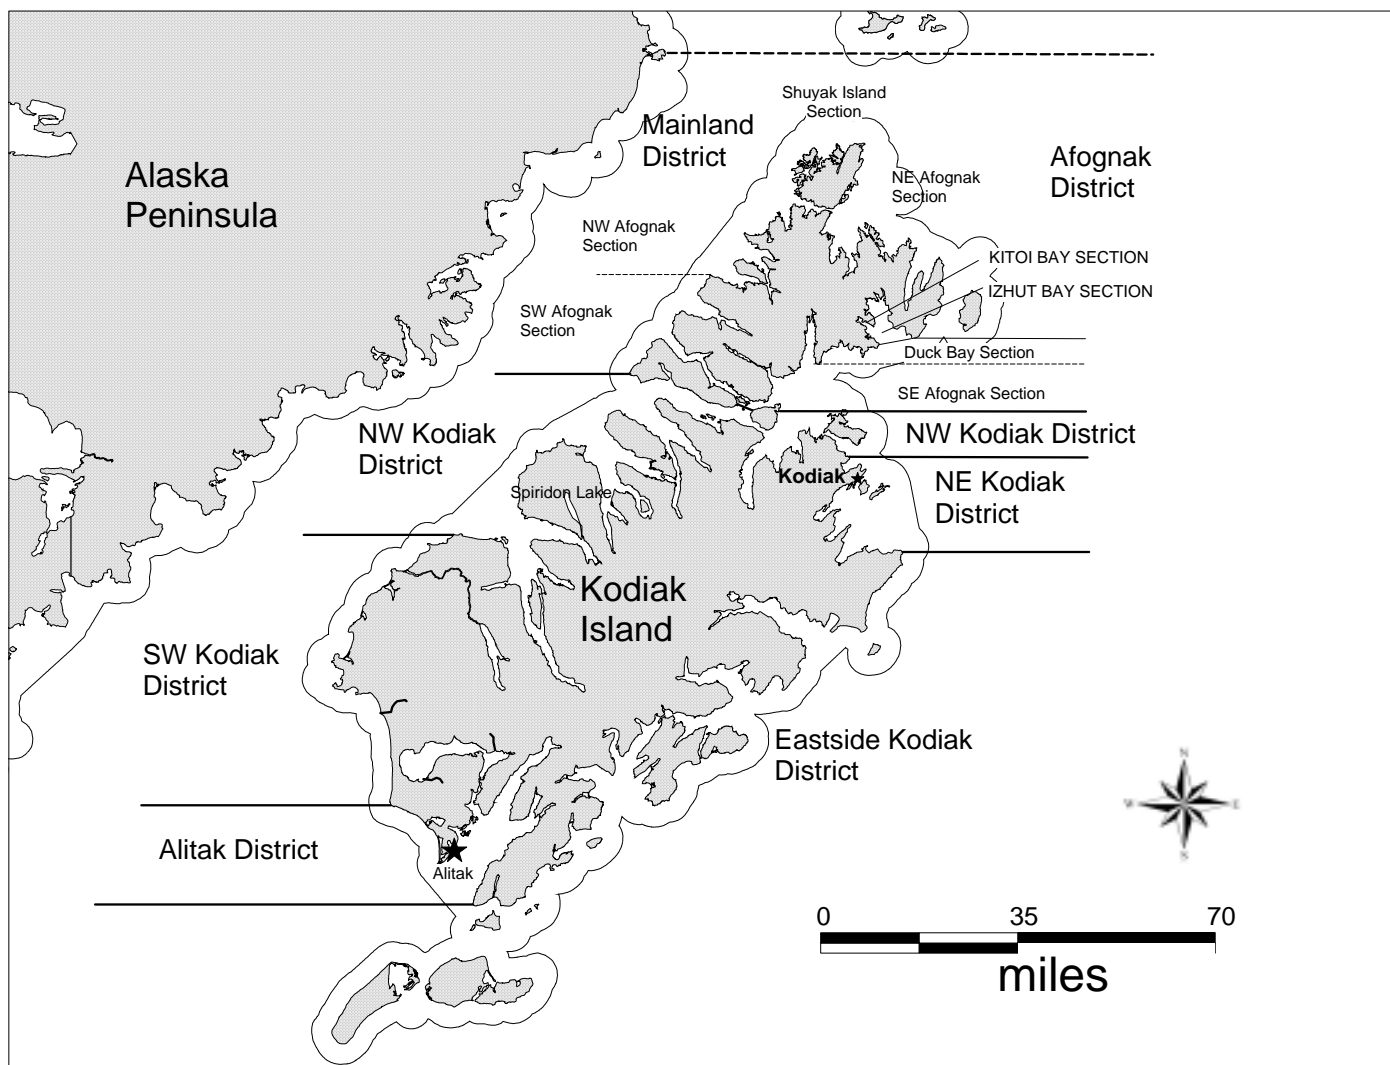 Shuyak Island
Section
Mainland
District
Afognak
District
Alaska
Peninsula
NE Afognak
Section
NW Afognak
Section
KITOI BAY SECTION
IZHUT BAY SECTION
SW Afognak
Section
Duck Bay Section
SE Afognak Section
NW Kodiak
District
NW Kodiak District
Kodiak
NE Kodiak
District
Spiridon Lake
Kodiak
Island
SW Kodiak
District
Eastside Kodiak
District
Alitak District
Alitak
N
W
E
S
0 35 70
miles